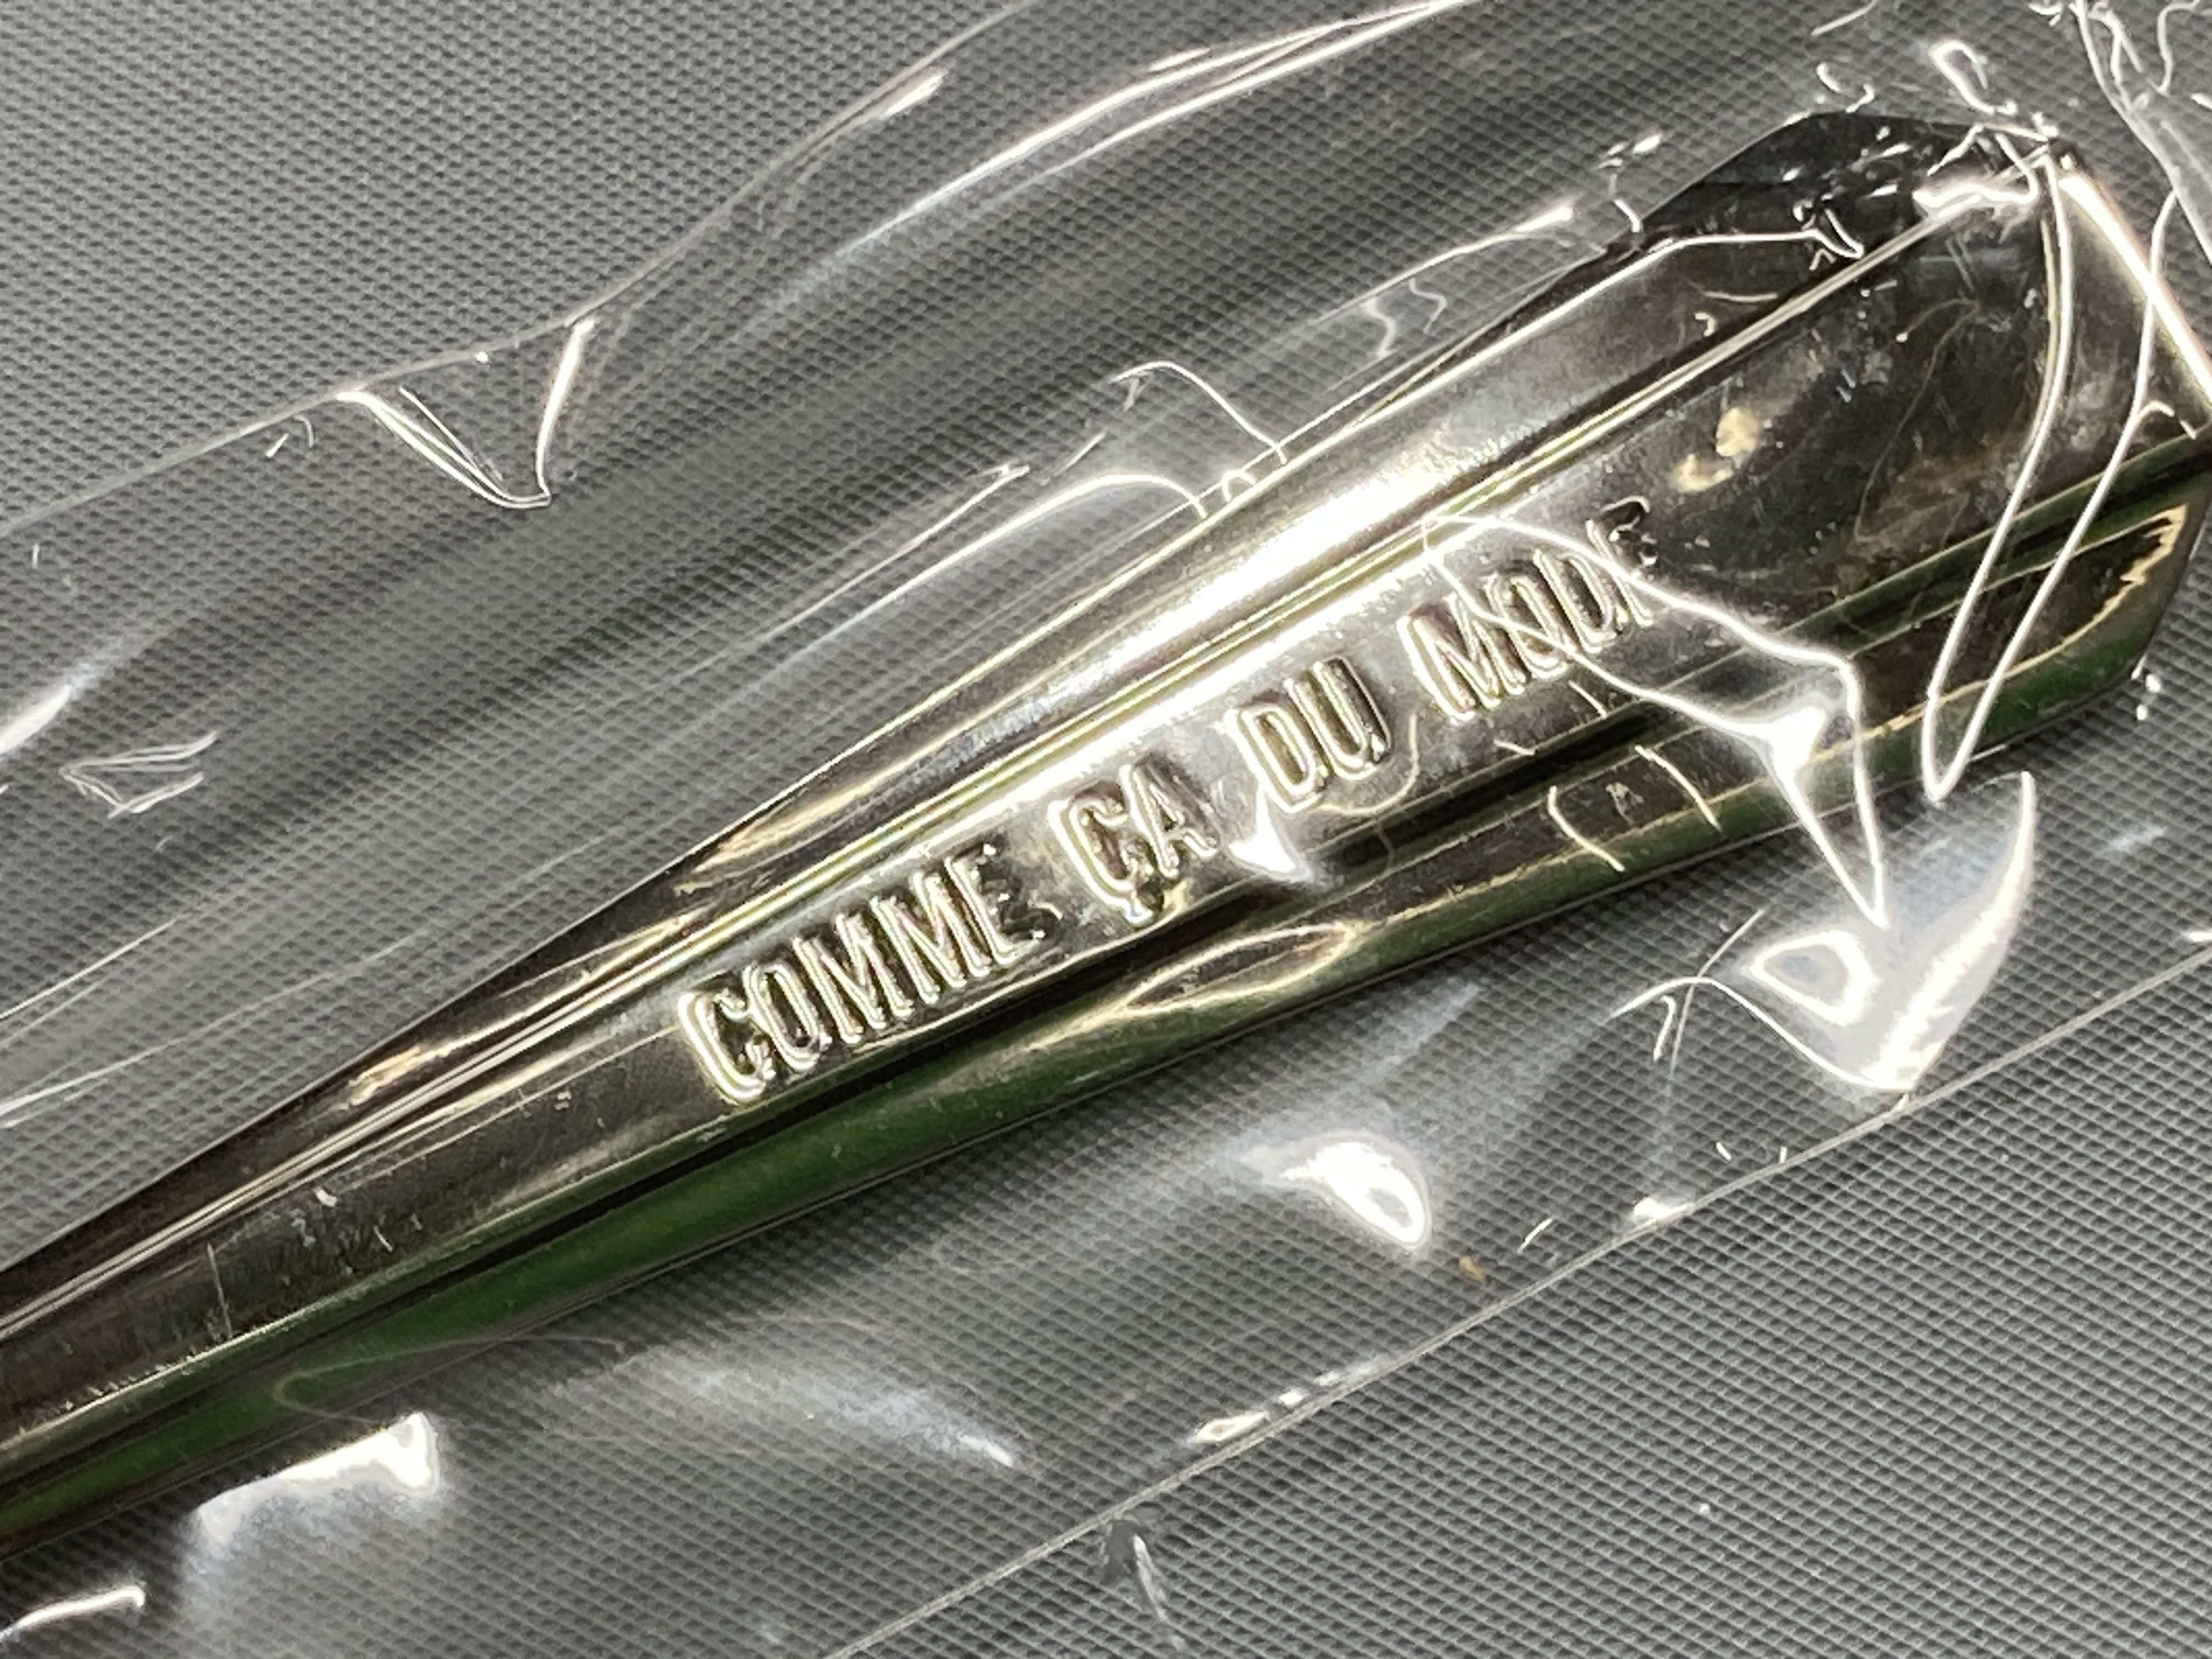 COMME ÇA DU MODE